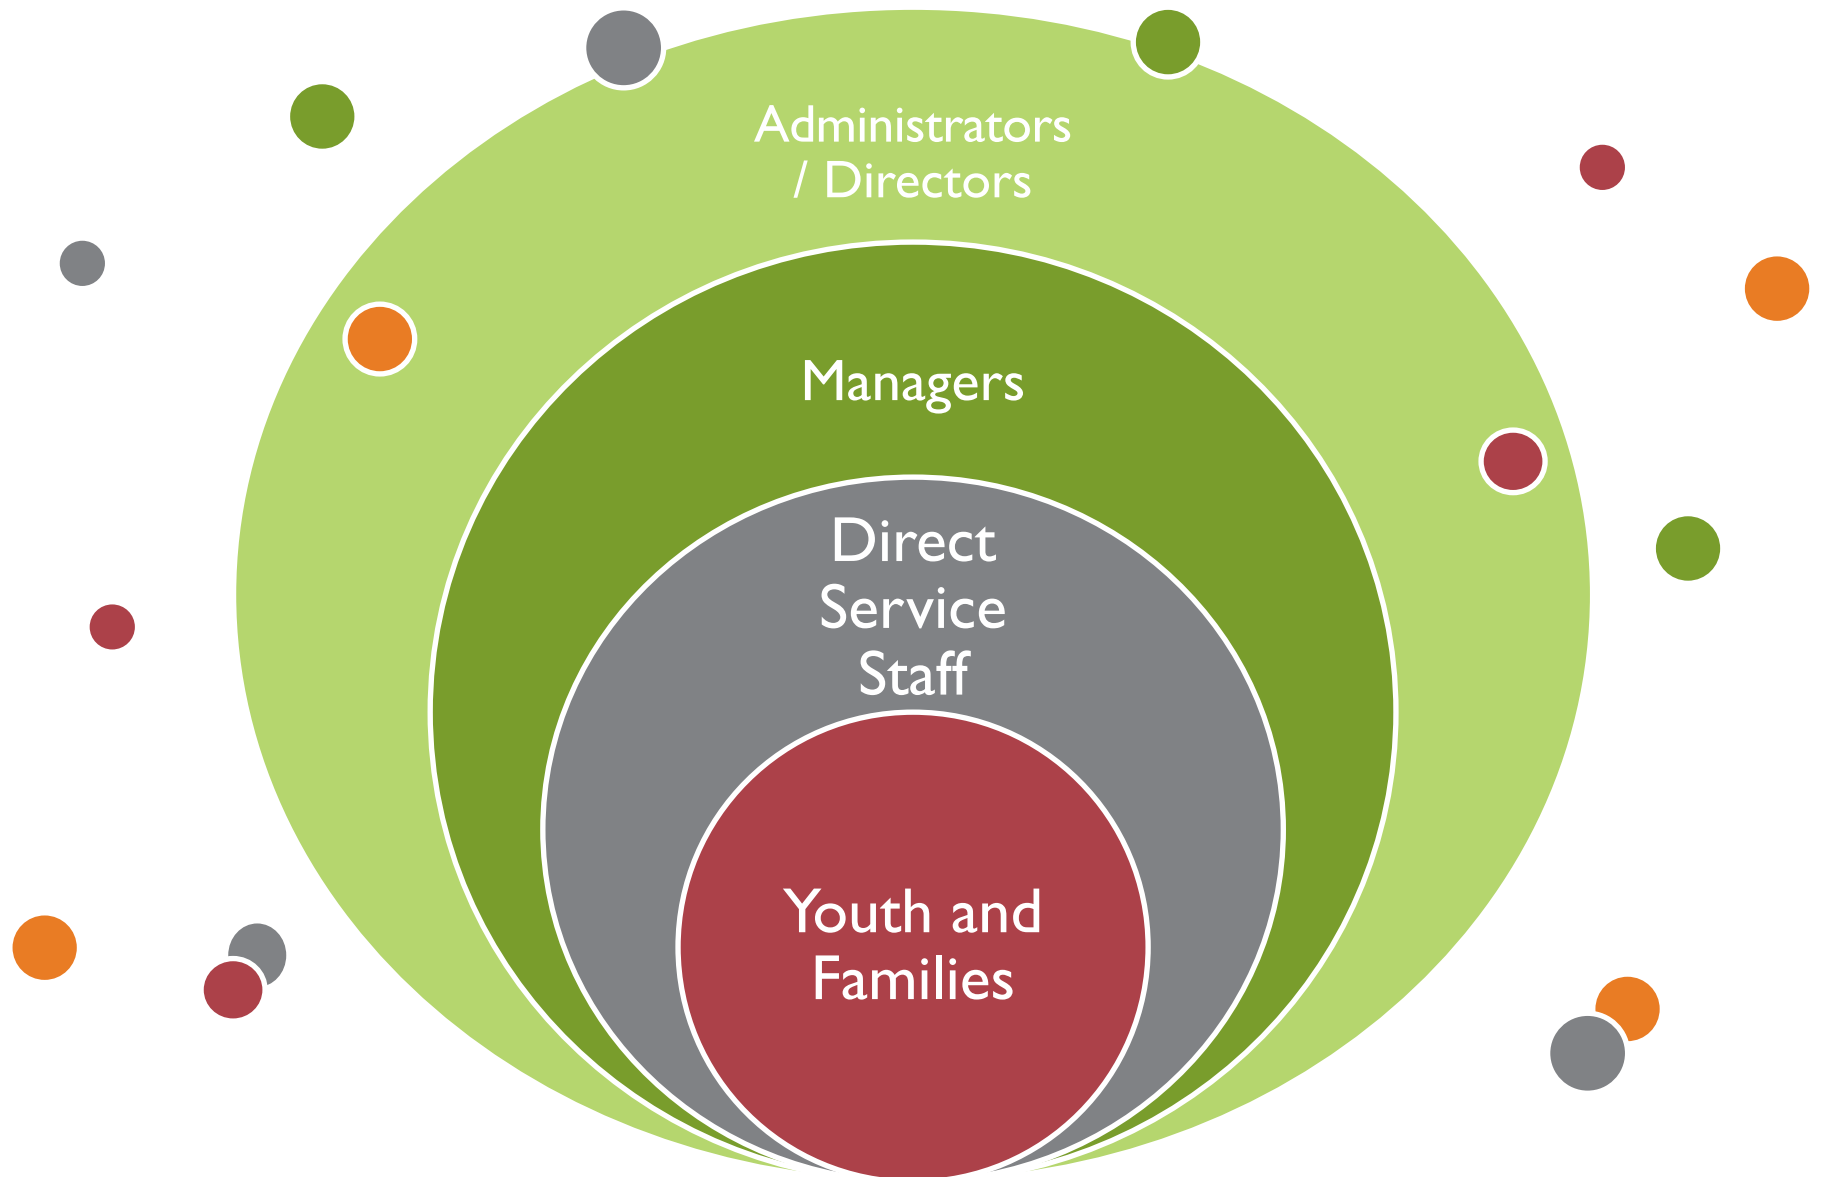 Administrators
/ Directors
Managers
Direct
Service
Staff
Youth and
Families